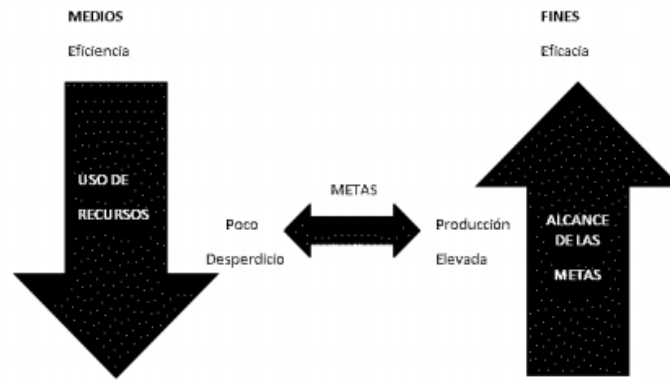 MEDIOS
Eficiencia
USO DE
RECURSOS
Poco
Desperdicio
METAS
Producción
Elevada
FINES
Eficacia
ALCANCE
DE LAS
METAS